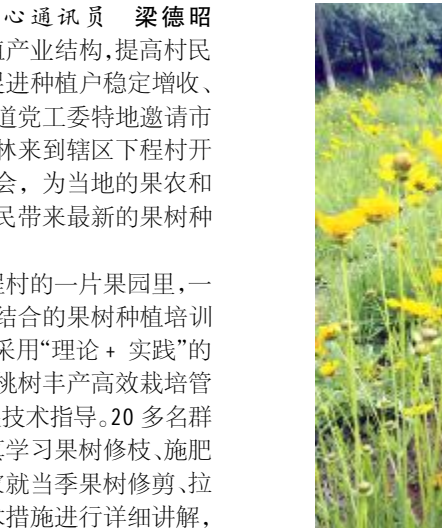 心通讯员 梁德昭
植产业结构,提高村民
促进种植户稳定增收、
道党工委特地邀请市
林来到辖区下程村开
会，为当地的果农和
民带来最新的果树种
程村的一片果园里,一
结合的果树种植培训
采用“理论+ 实践”的
桃树丰产高效栽培管
技术指导。20 多名群
真学习果树修枝、施肥
就当季果树修剪、拉
术措施进行详细讲解，